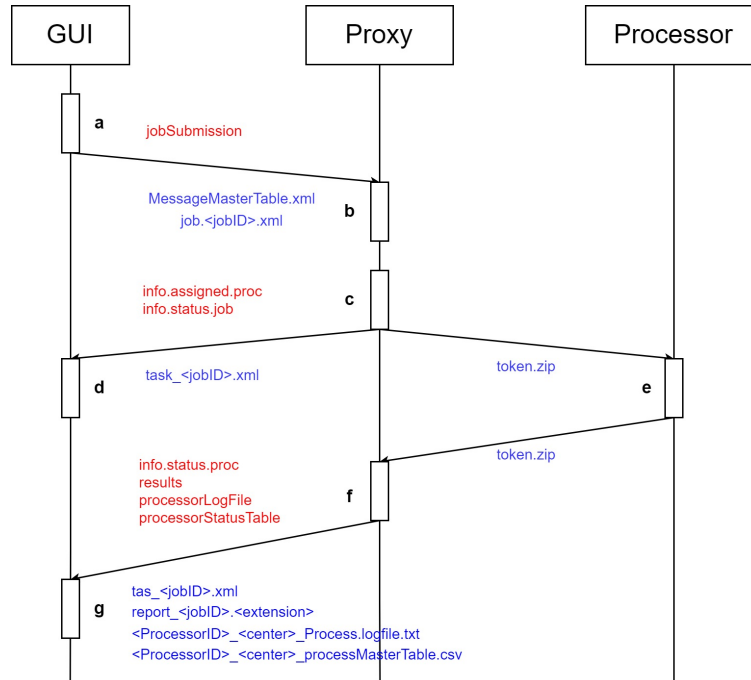 GUI
Proxy
Processor
a
jobSubmission
MessageMasterTable.xml
job.<jobID>.xml
b
info.assigned.proc
info.status.job
c
d
task_<jobID>.xml
token.zip
e
token.zip
info.status.proc
results
processorLogFile
processorStatusTable
f
g
tas_<jobID>.xml
report_<jobID>.<extension>
<ProcessorID>_<center>_Process.logfile.txt
<ProcessorID>_<center>_processMasterTable.csv